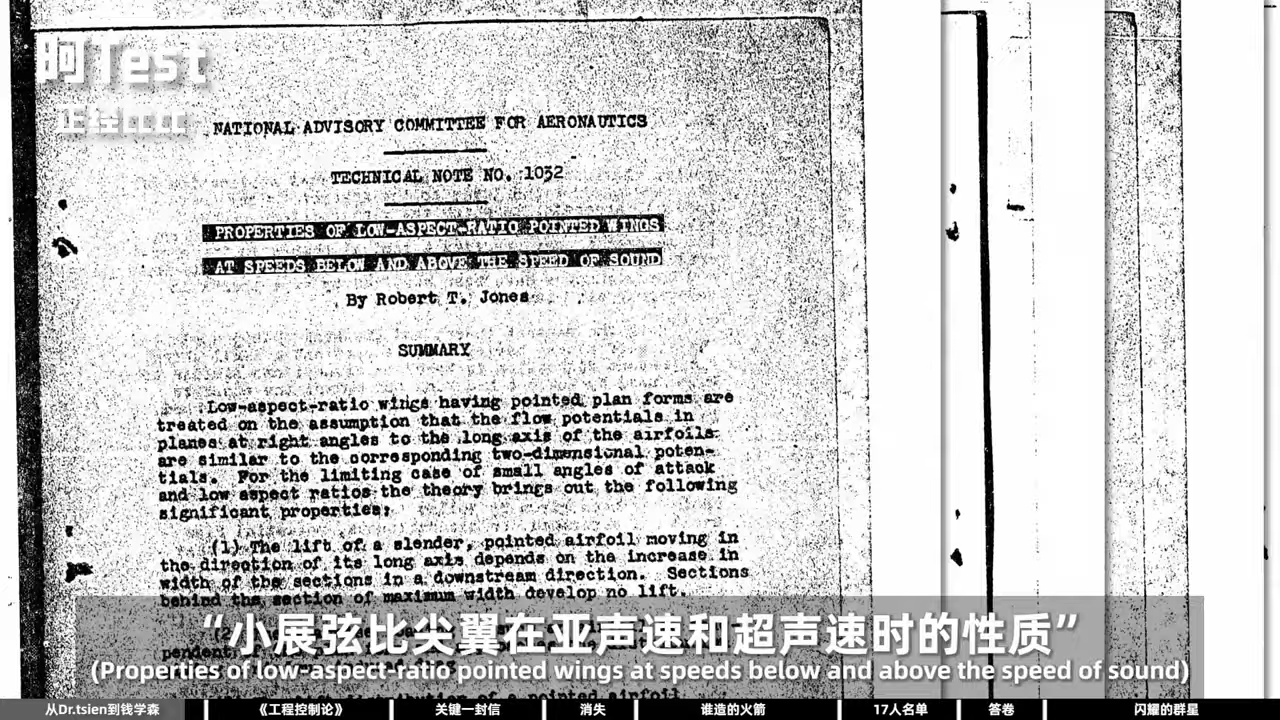 阿Test
正经比比
NATIONAL ADVISORY COMMITTEE FOR AERONAUTICS
TECHNICAL NOTE NO. 1032
PROPERTIES OF LOW-ASPECT-RATIO POINTED WINGS
AT SPEEDS BELOW AND ABOVE THE SPEED OF SOUND
By Robert T. Jones
SUMMARY
Low-aspect-ratio wings having pointed plan forms are
treated on the assumption that the flow potentials in
planes at right angles to the long axis of the airfoils
are similar to the corresponding two-dimensional poten-
tials. For the limiting case of small angles of attack
and low aspect ratios the theory brings out the following
significant properties:
(1) The lift of a slender, pointed airfoil moving in
the direction of its long axis depends on the increase in
width of the sections in a downstream direction. Sections
behind the section of maximum width develop no lift.
“小展弦比尖翼在亚声速和超声速时的性质”
(Properties of low-aspect-ratio pointed wings at speeds below and above the speed of sound)
of a pointed airfoil
从Dr.tsien到钱学森
《工程控制论》
关键一封信
消失
谁造的火箭
17人名单
答卷
闪耀的群星